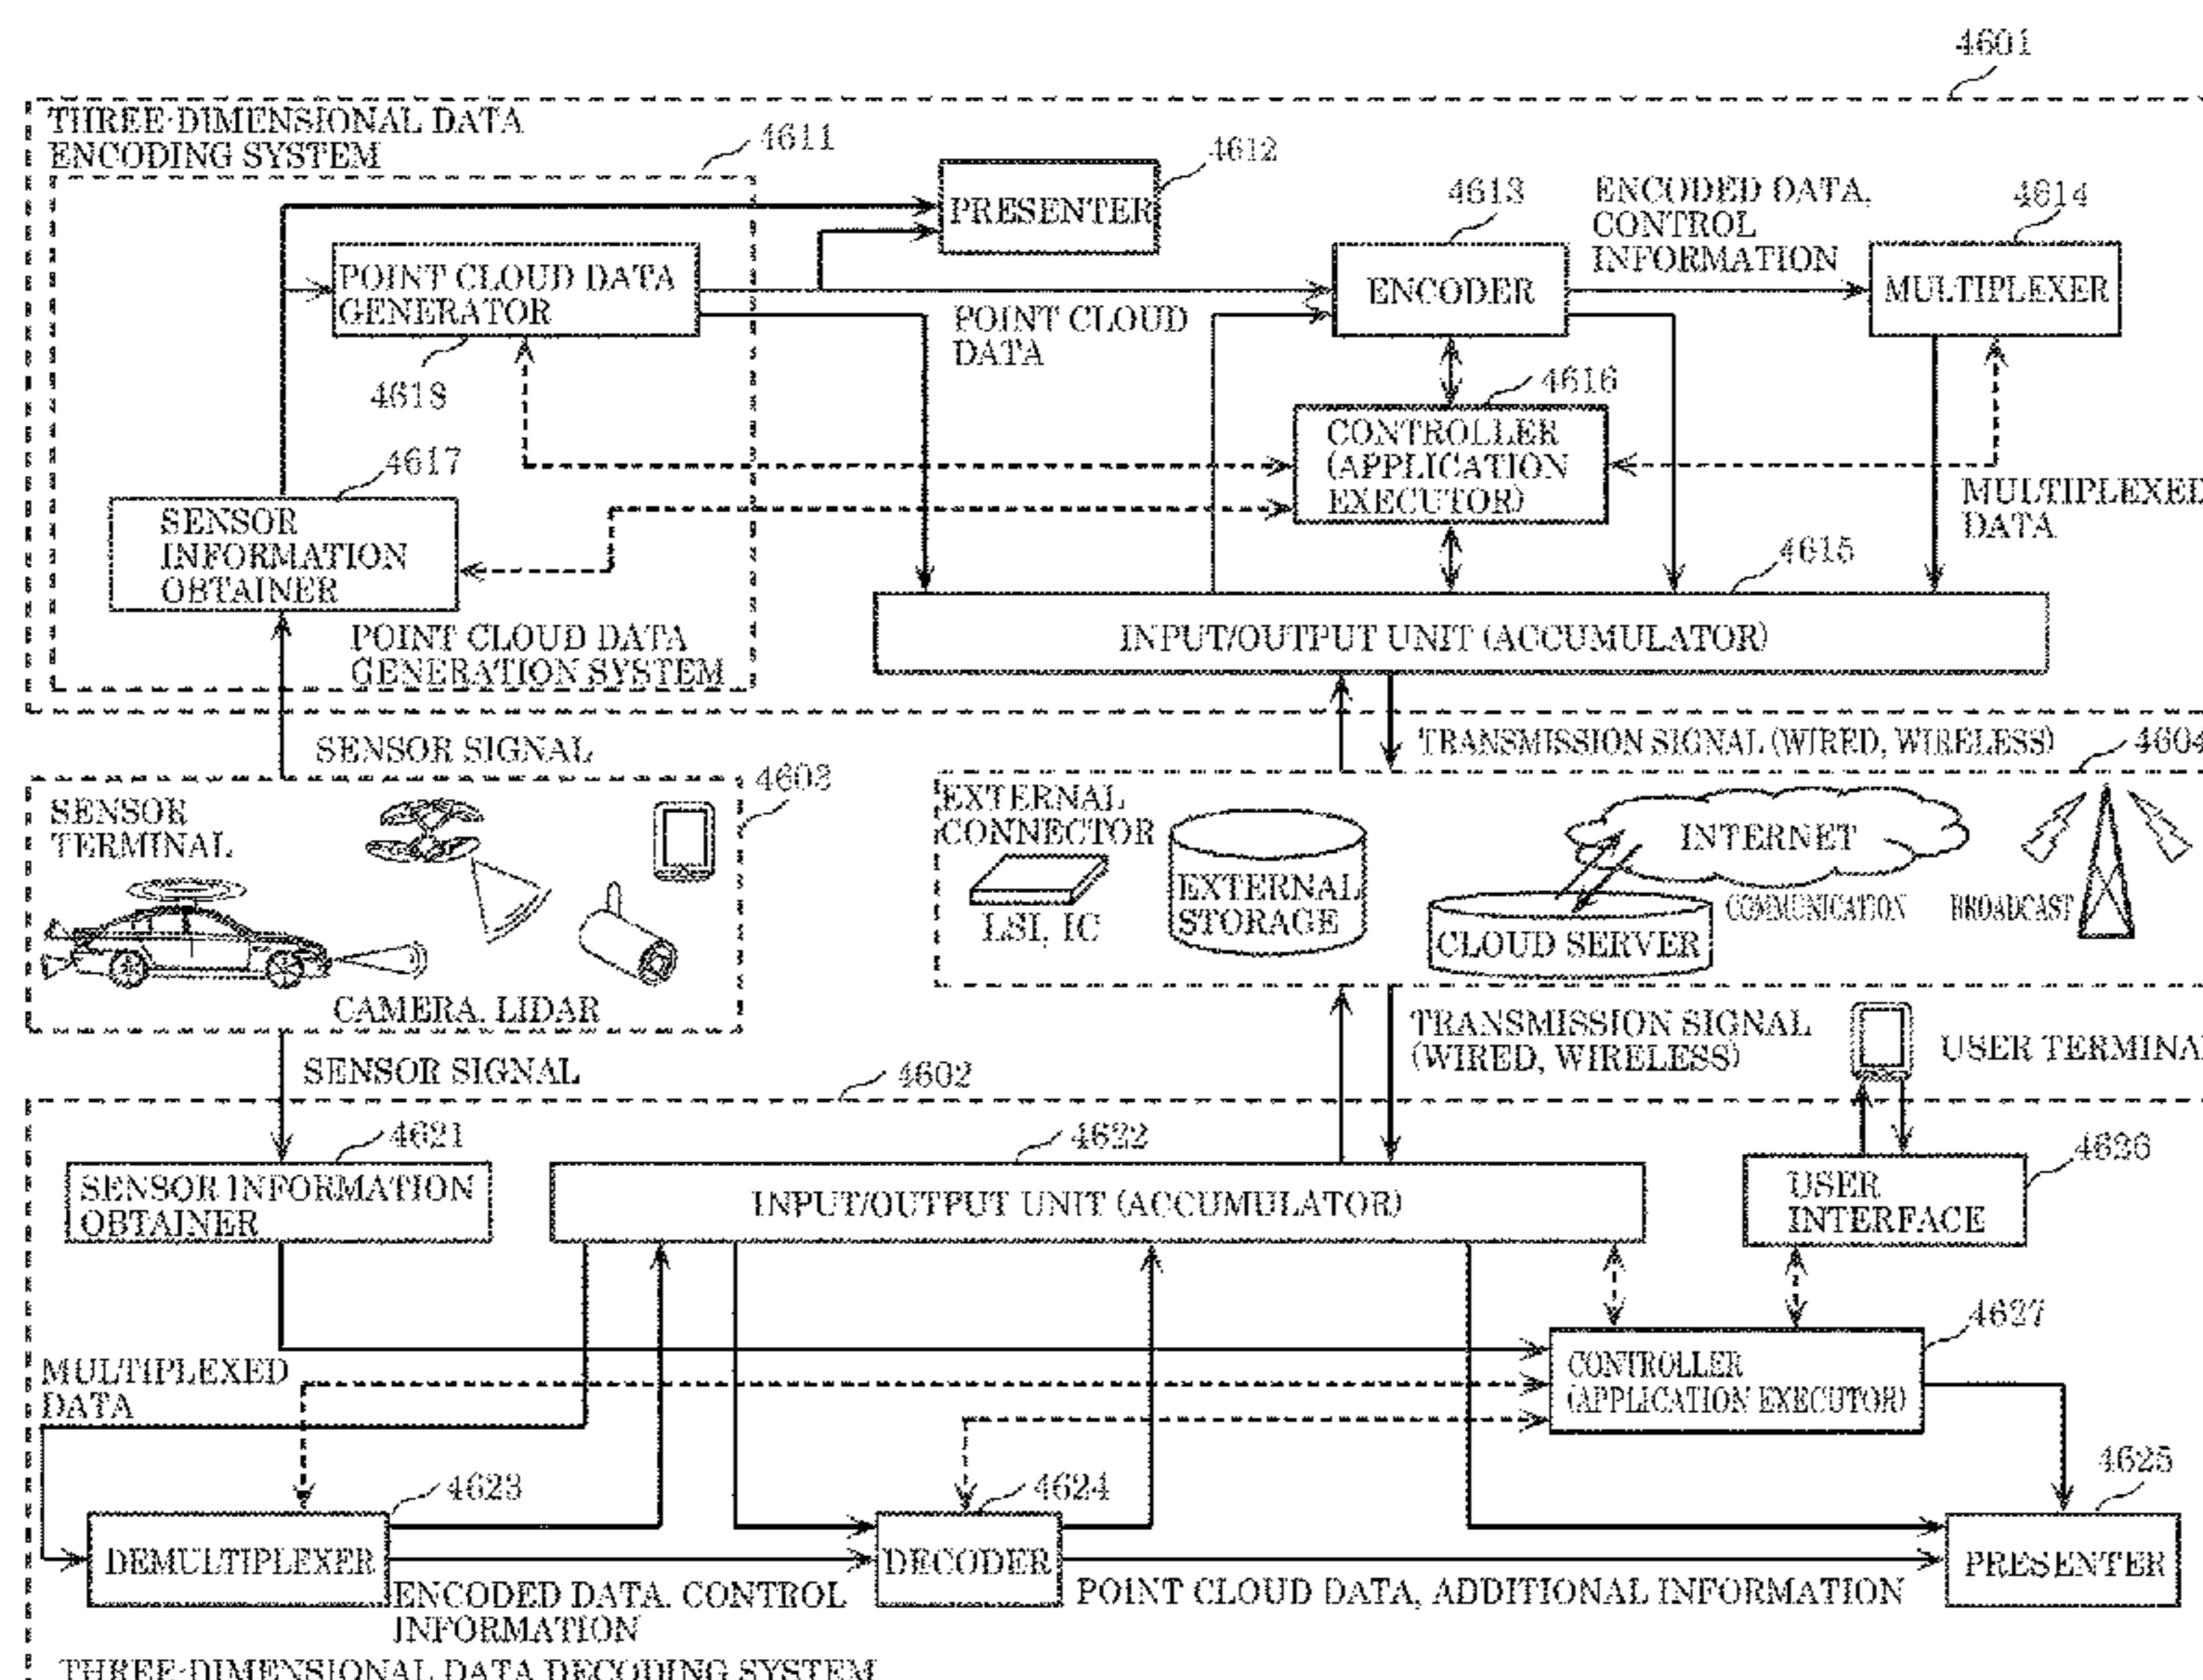 4601
THREE-DIMENSIONAL DATA
ENCODING SYSTEM
4611
4612
PRESENTER
4613
ENCODED DATA,
CONTROL
INFORMATION
4614
POINT CLOUD DATA
GENERATOR
ENCODER
MULTIPLEXER
POINT CLOUD
DATA
4618
4616
CONTROLLER
(APPLICATION
EXECUTOR)
4617
MULTIPLEXED
DATA
SENSOR
INFORMATION
OBTAINER
4615
POINT CLOUD DATA
GENERATION SYSTEM
INPUT/OUTPUT UNIT (ACCUMULATOR)
SENSOR SIGNAL
TRANSMISSION SIGNAL (WIRED, WIRELESS)
4604
4603
SENSOR
TERMINAL
EXTERNAL
CONNECTOR
INTERNET
EXTERNAL
STORAGE
LSI, IC
COMMUNICATION
BROADCAST
CLOUD SERVER
CAMERA, LIDAR
TRANSMISSION SIGNAL
(WIRED, WIRELESS)
USER TERMINAL
SENSOR SIGNAL
4602
4621
4622
4626
SENSOR INFORMATION
OBTAINER
INPUT/OUTPUT UNIT (ACCUMULATOR)
USER
INTERFACE
4627
MULTIPLEXED
DATA
CONTROLLER
(APPLICATION EXECUTOR)
4623
4624
4625
DEMULTIPLEXER
DECODER
PRESENTER
ENCODED DATA, CONTROL
INFORMATION
POINT CLOUD DATA, ADDITIONAL INFORMATION
THREE-DIMENSIONAL DATA DECODING SYSTEM